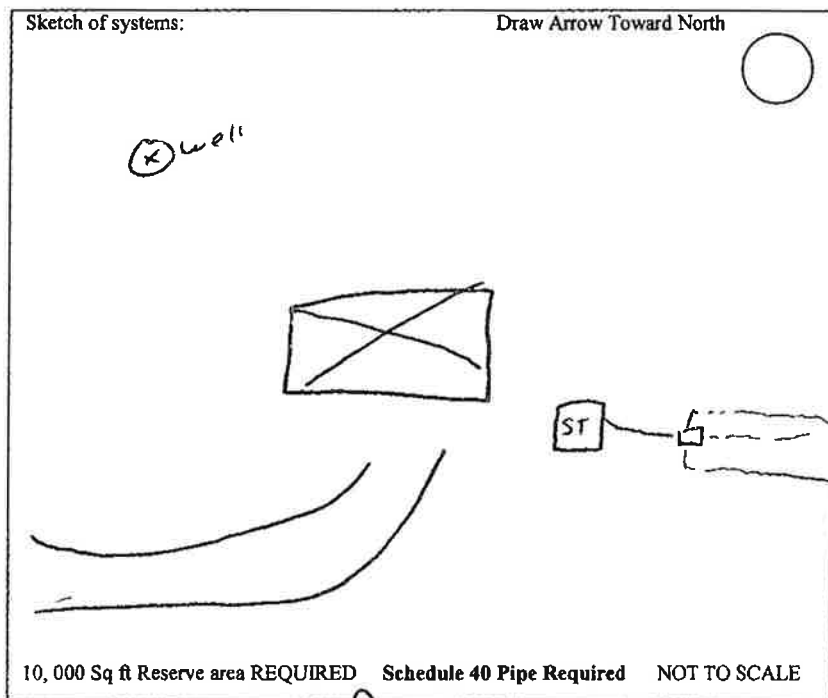 Sketch of systems: Draw Arrow Toward North
x well
ST
10, 000 Sq ft Reserve area REQUIRED Schedule 40 Pipe Required NOT TO SCALE